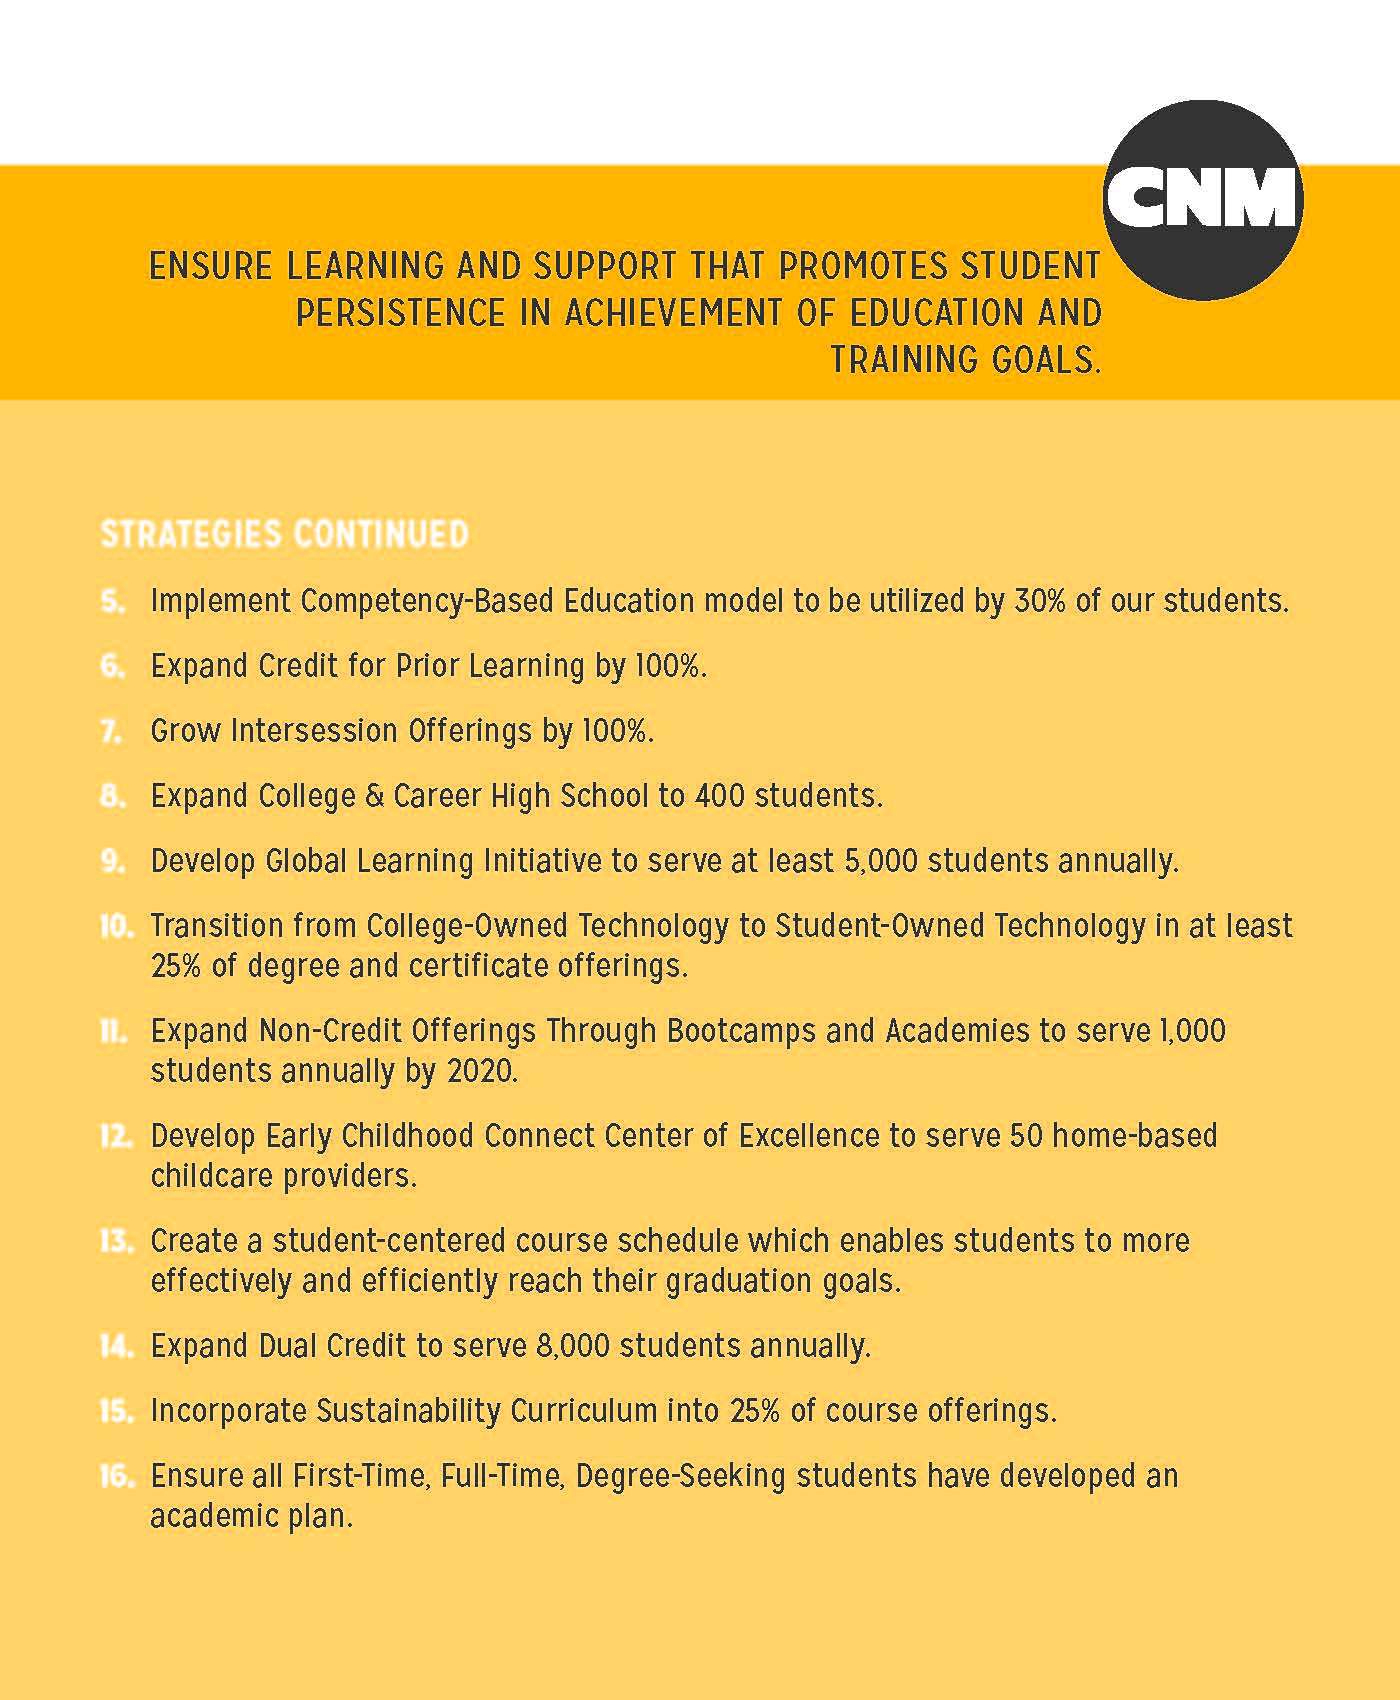 CNM
ENSURE LEARNING AND SUPPORT THAT PROMOTES STUDENT
PERSISTENCE IN ACHIEVEMENT OF EDUCATION AND
TRAINING GOALS.
STRATEGIES CONTINUED
5. Implement Competency-Based Education model to be utilized by 30% of our students.
6. Expand Credit for Prior Learning by 100%.
7. Grow Intersession Offerings by 100%.
8. Expand College & Career High School to 400 students.
9. Develop Global Learning Initiative to serve at least 5,000 students annually.
10. Transition from College-Owned Technology to Student-Owned Technology in at least
25% of degree and certificate offerings.
11. Expand Non-Credit Offerings Through Bootcamps and Academies to serve 1,000
students annually by 2020.
12. Develop Early Childhood Connect Center of Excellence to serve 50 home-based
childcare providers.
13. Create a student-centered course schedule which enables students to more
effectively and efficiently reach their graduation goals.
14. Expand Dual Credit to serve 8,000 students annually.
15. Incorporate Sustainability Curriculum into 25% of course offerings.
16. Ensure all First-Time, Full-Time, Degree-Seeking students have developed an
academic plan.